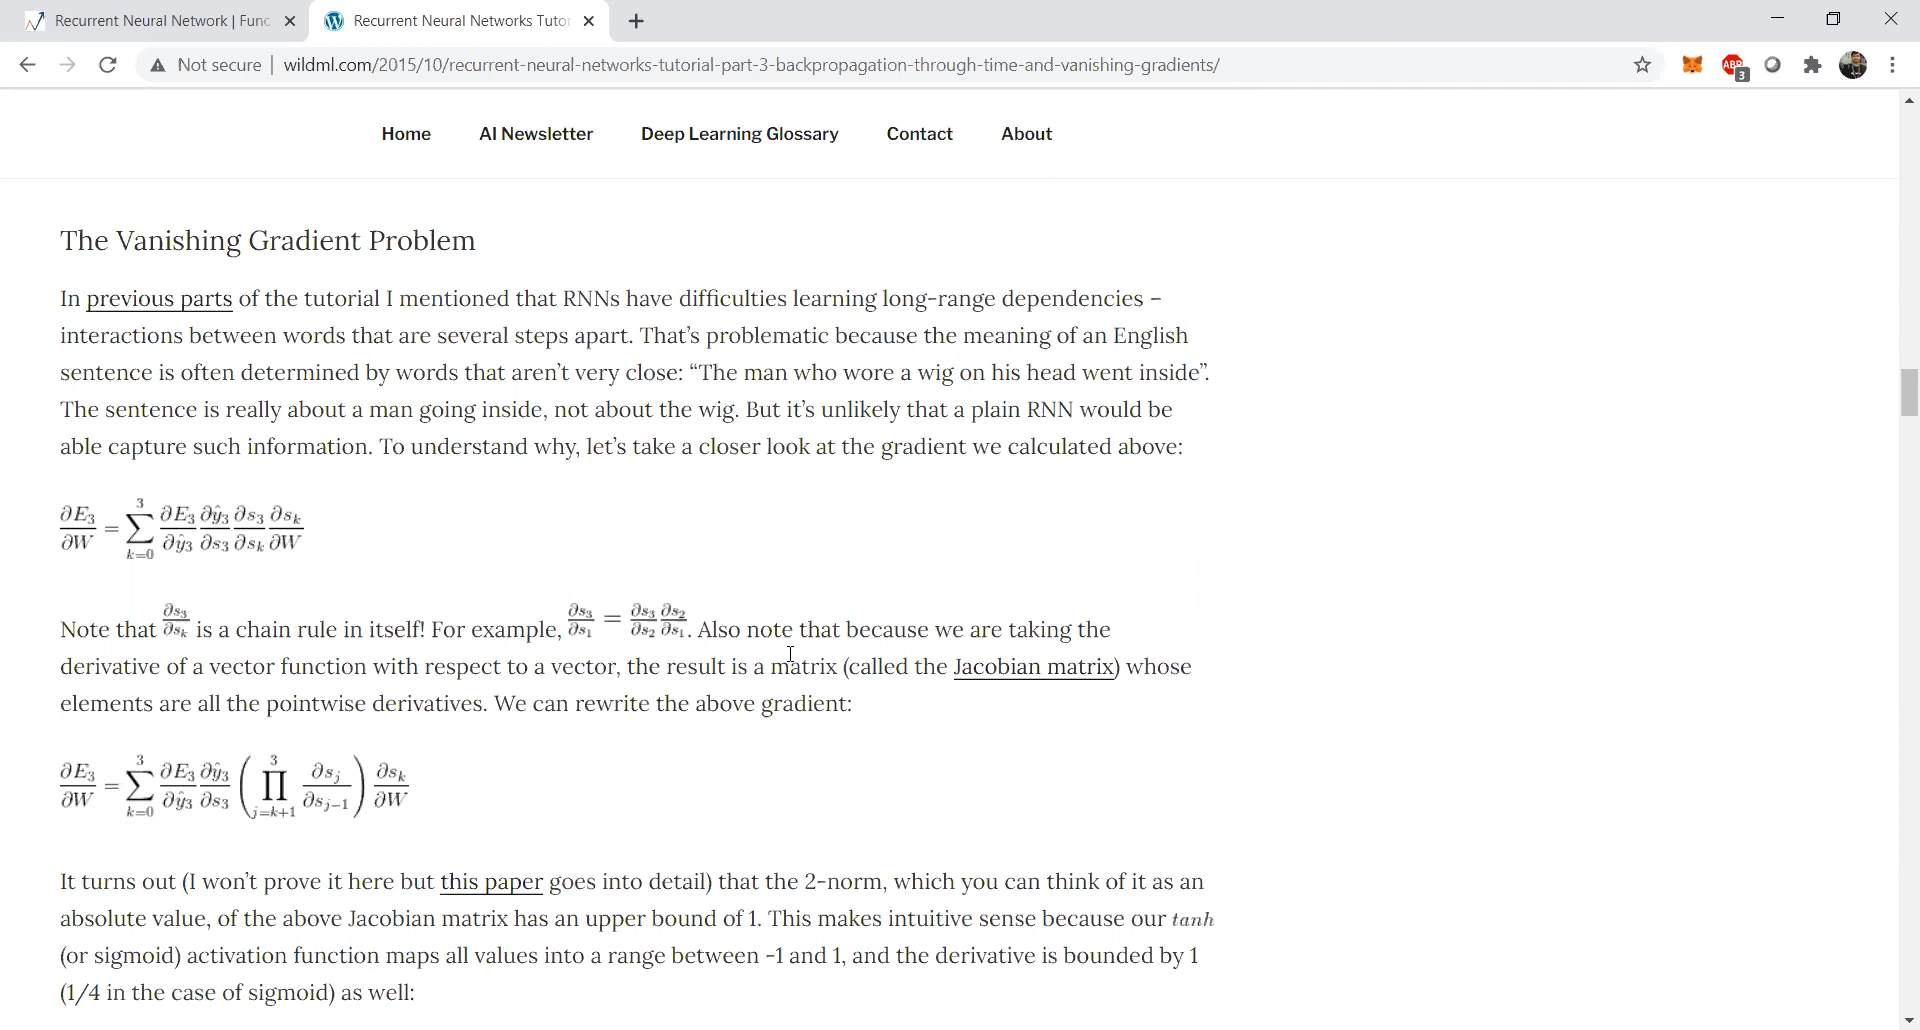 Recurrent Neural Network | Func
Recurrent Neural Networks Tutor
Not secure | wildml.com/2015/10/recurrent-neural-networks-tutorial-part-3-backpropagation-through-time-and-vanishing-gradients/
ABP 3
Home AI Newsletter Deep Learning Glossary Contact About
The Vanishing Gradient Problem
In previous parts of the tutorial I mentioned that RNNs have difficulties learning long-range dependencies –
interactions between words that are several steps apart. That’s problematic because the meaning of an English
sentence is often determined by words that aren’t very close: “The man who wore a wig on his head went inside”.
The sentence is really about a man going inside, not about the wig. But it’s unlikely that a plain RNN would be
able capture such information. To understand why, let’s take a closer look at the gradient we calculated above:
∂E₃/∂W = ∑_{k=0}^{3} ∂E₃/∂ŷ₃ ∂ŷ₃/∂s₃ ∂s₃/∂s_k ∂s_k/∂W
Note that ∂s₃/∂s_k is a chain rule in itself! For example, ∂s₃/∂s₁ = ∂s₃/∂s₂ ∂s₂/∂s₁. Also note that because we are taking the
derivative of a vector function with respect to a vector, the result is a matrix (called the Jacobian matrix) whose
elements are all the pointwise derivatives. We can rewrite the above gradient:
∂E₃/∂W = ∑_{k=0}^{3} ∂E₃/∂ŷ₃ ∂ŷ₃/∂s₃ (∏_{j=k+1}^{3} ∂s_j/∂s_{j−1}) ∂s_k/∂W
It turns out (I won’t prove it here but this paper goes into detail) that the 2-norm, which you can think of it as an
absolute value, of the above Jacobian matrix has an upper bound of 1. This makes intuitive sense because our tanh
(or sigmoid) activation function maps all values into a range between -1 and 1, and the derivative is bounded by 1
(1/4 in the case of sigmoid) as well: